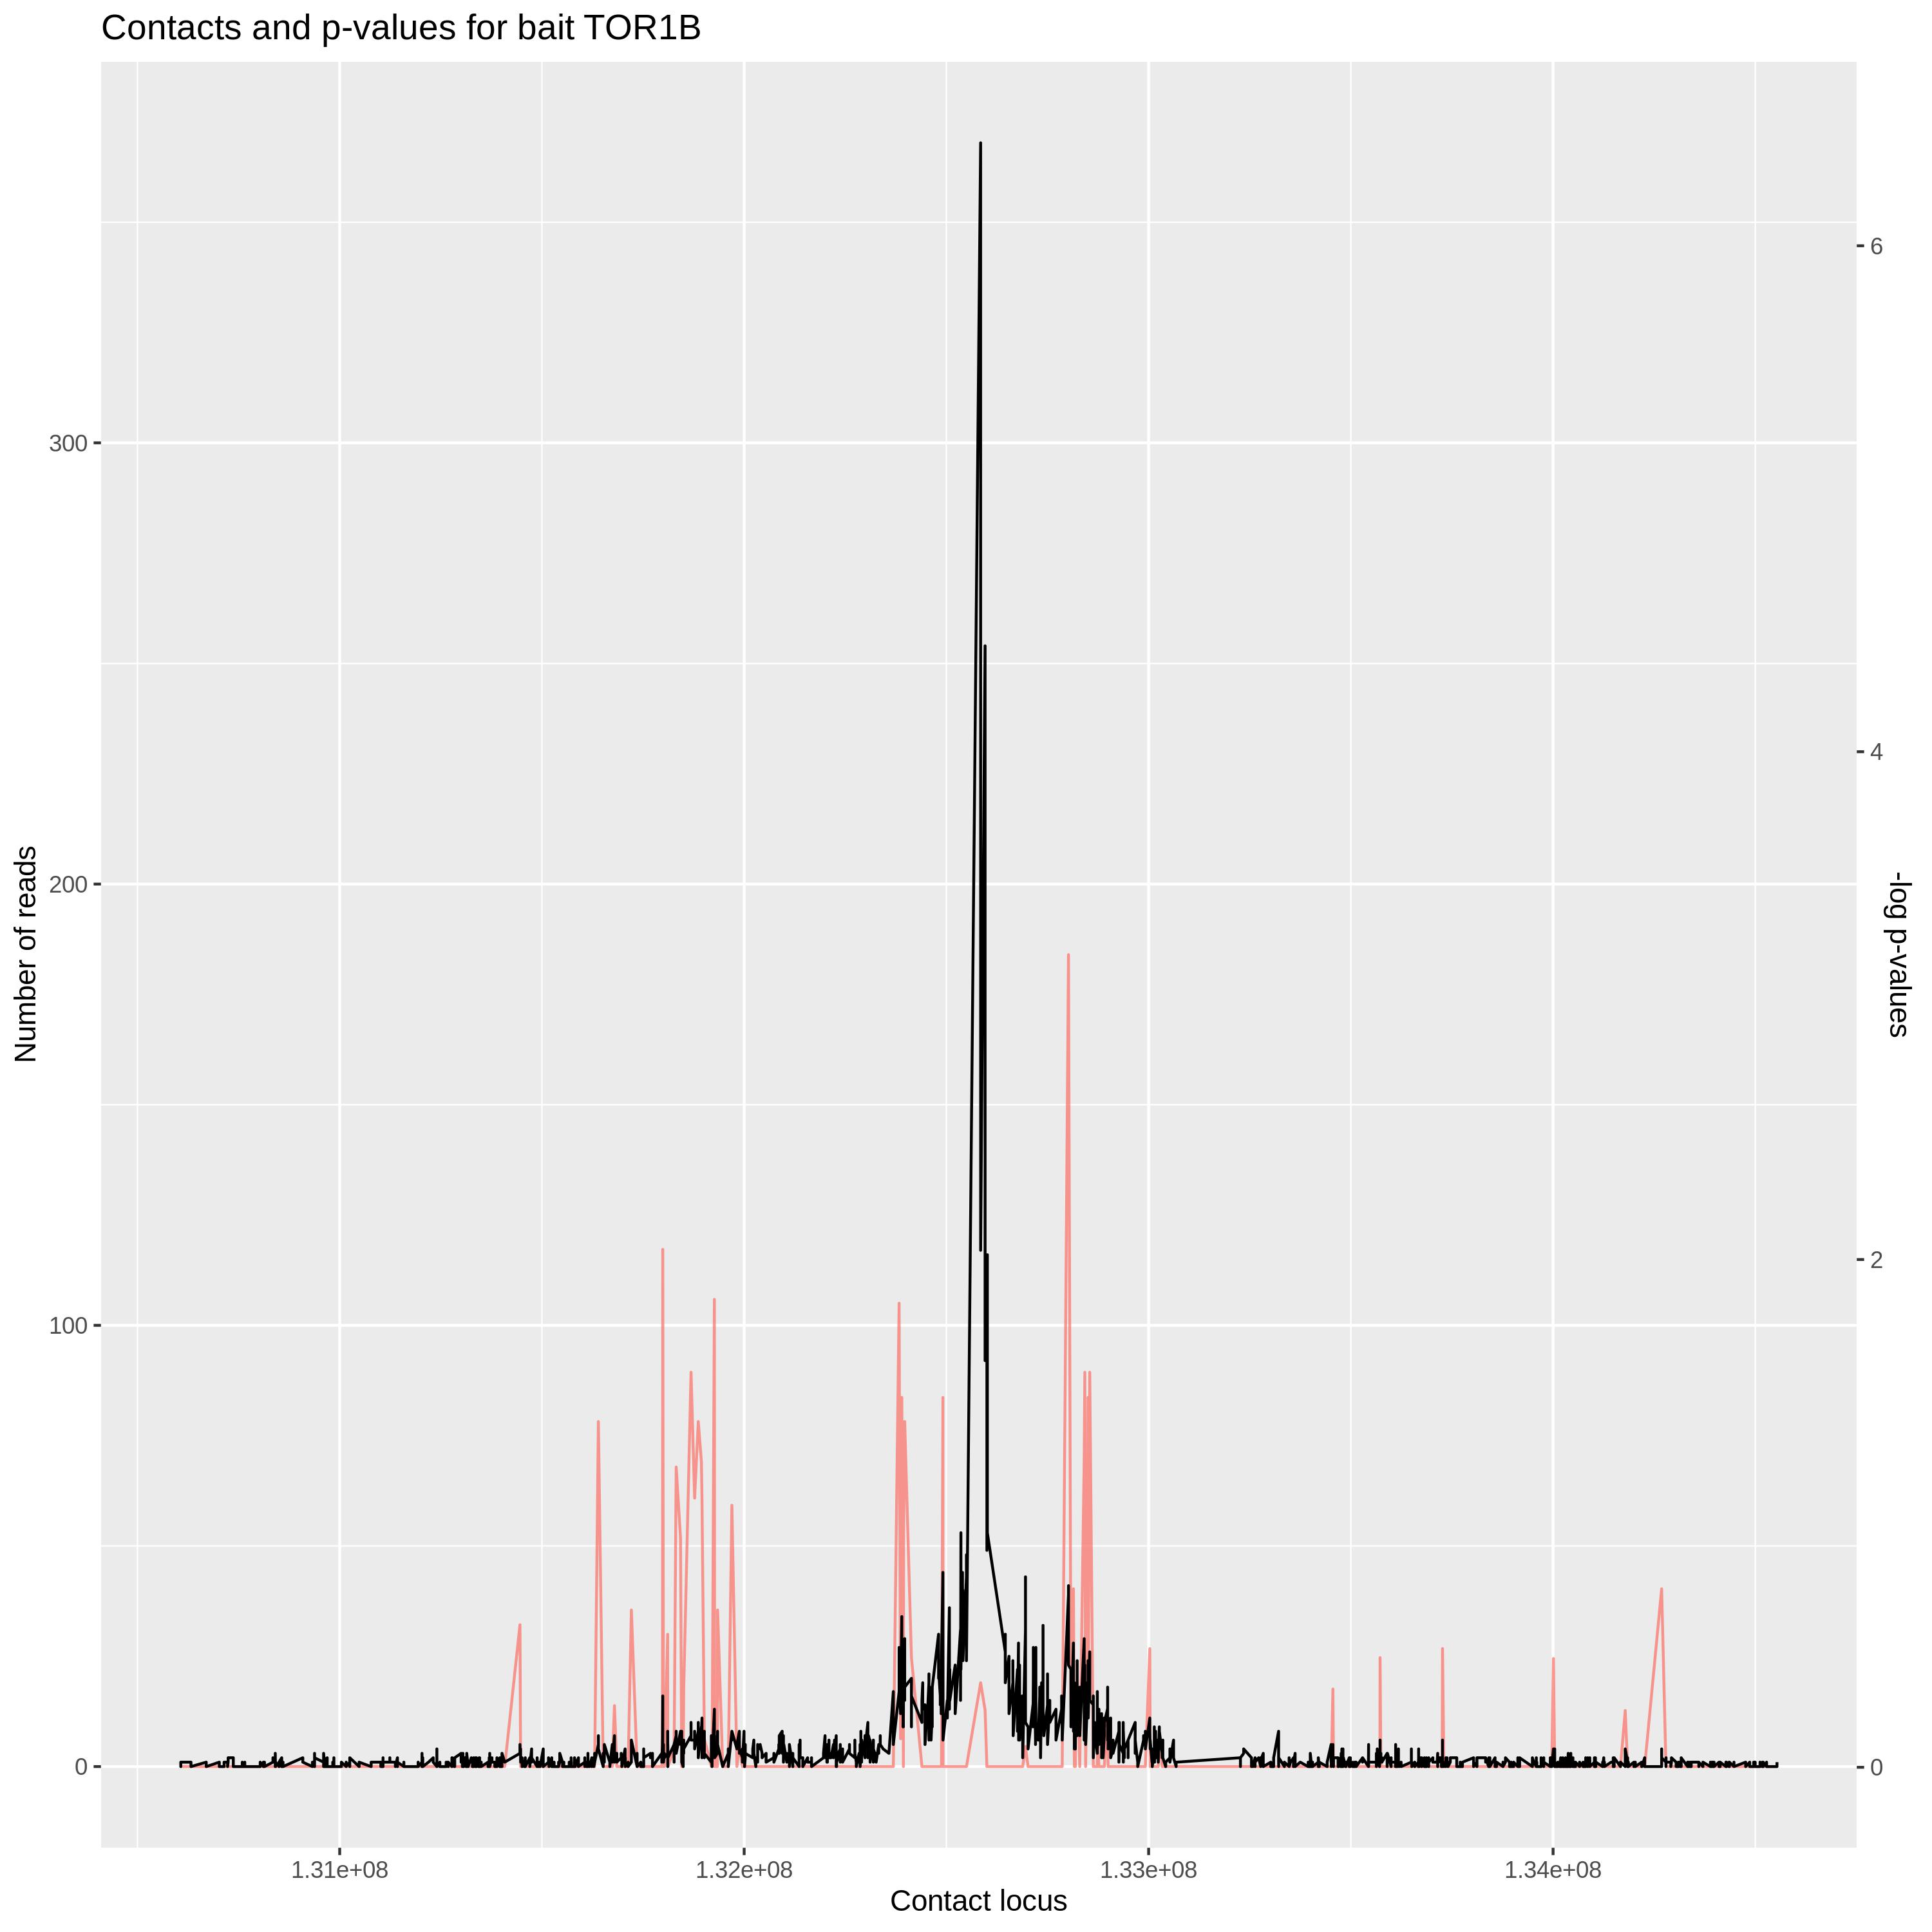 Contacts and p-values for bait TOR1B
Number of reads
300
200
100
0
6
4
2
0
-log p-values
1.31e+08 1.32e+08 1.33e+08 1.34e+08
Contact locus